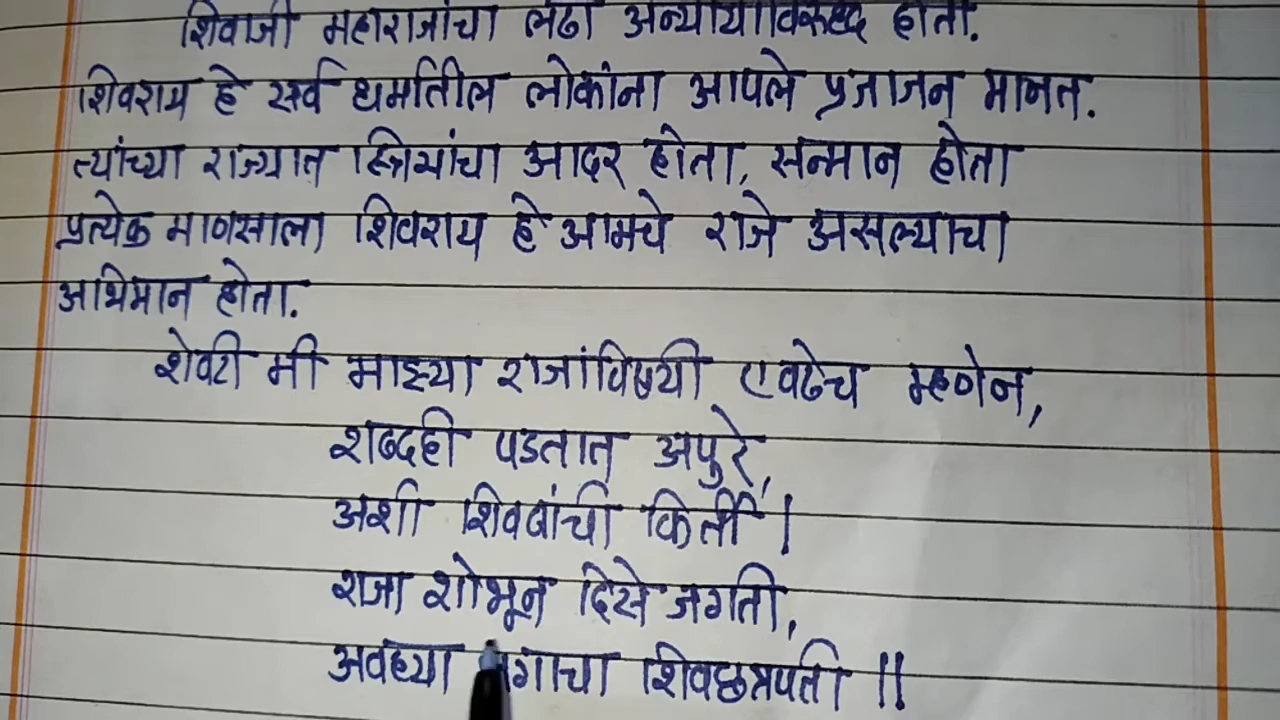 शिवाजी महाराजांचा लढा अन्यायाविरुध्द होता.
शिवराय हे सर्व धर्मातील लोकांना आपले प्रजाजन मानत.
त्यांच्या राज्यात स्त्रियांचा आदर होता, सन्मान होता
प्रत्येक माणसाला शिवराय हे आमचे राजे असल्याचा
अभिमान होता.
शेवटी मी माझ्या राजांविषयी एवढेच म्हणेन,
शब्दही पडतात अपुरे,
अशी शिवबांची किर्ती।
राजा शोभून दिसे जगती,
अवघ्या जगाचा शिवछत्रपती ॥